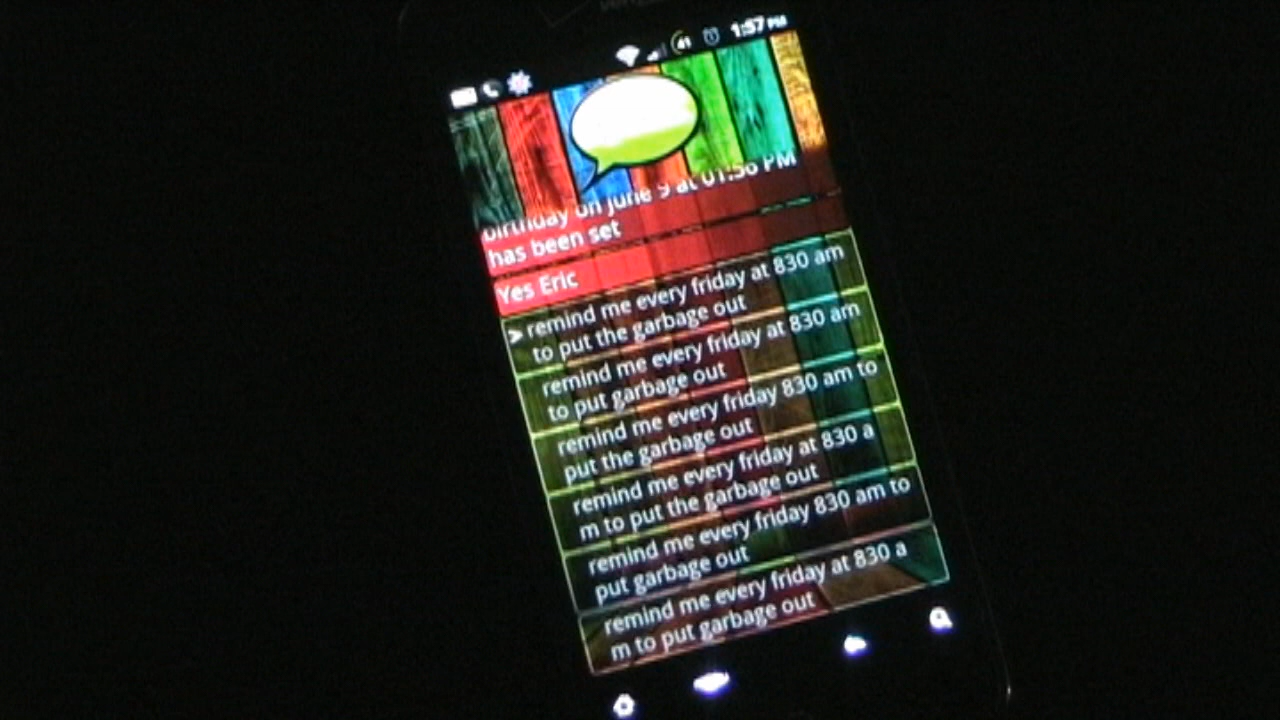 41 1:57 PM
birthday on June 9 at 01:56 PM
has been set
Yes Eric
> remind me every friday at 830 am
to put the garbage out
remind me every friday at 830 am
to put garbage out
remind me every friday 830 am to
put the garbage out
remind me every friday at 830 a
m to put the garbage out
remind me every friday 830 am to
put garbage out
remind me every friday at 830 a
m to put garbage out